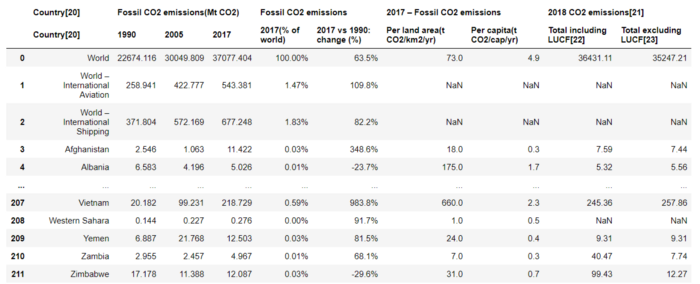 Country[20] Fossil CO2 emissions(Mt CO2) Fossil CO2 emissions 2017 – Fossil CO2 emissions 2018 CO2 emissions[21]
Country[20] 1990 2005 2017 2017(% of world) 2017 vs 1990: change (%) Per land area(t CO2/km2/yr) Per capita(t CO2/cap/yr) Total including LUCF[22] Total excluding LUCF[23]
0 World 22674.116 30049.809 37077.404 100.00% 63.5% 73.0 4.9 36431.11 35247.21
1 World – International Aviation 258.941 422.777 543.381 1.47% 109.8% NaN NaN NaN NaN
2 World – International Shipping 371.804 572.169 677.248 1.83% 82.2% NaN NaN NaN NaN
3 Afghanistan 2.546 1.063 11.422 0.03% 348.6% 18.0 0.3 7.59 7.44
4 Albania 6.583 4.196 5.026 0.01% -23.7% 175.0 1.7 5.32 5.56
... ... ... ... ... ... ... ... ... ... ...
207 Vietnam 20.182 99.231 218.729 0.59% 983.8% 660.0 2.3 245.36 257.86
208 Western Sahara 0.144 0.227 0.276 0.00% 91.7% 1.0 0.5 NaN NaN
209 Yemen 6.887 21.768 12.503 0.03% 81.5% 24.0 0.4 9.31 9.31
210 Zambia 2.955 2.457 4.967 0.01% 68.1% 7.0 0.3 40.47 7.74
211 Zimbabwe 17.178 11.388 12.087 0.03% -29.6% 31.0 0.7 99.43 12.27